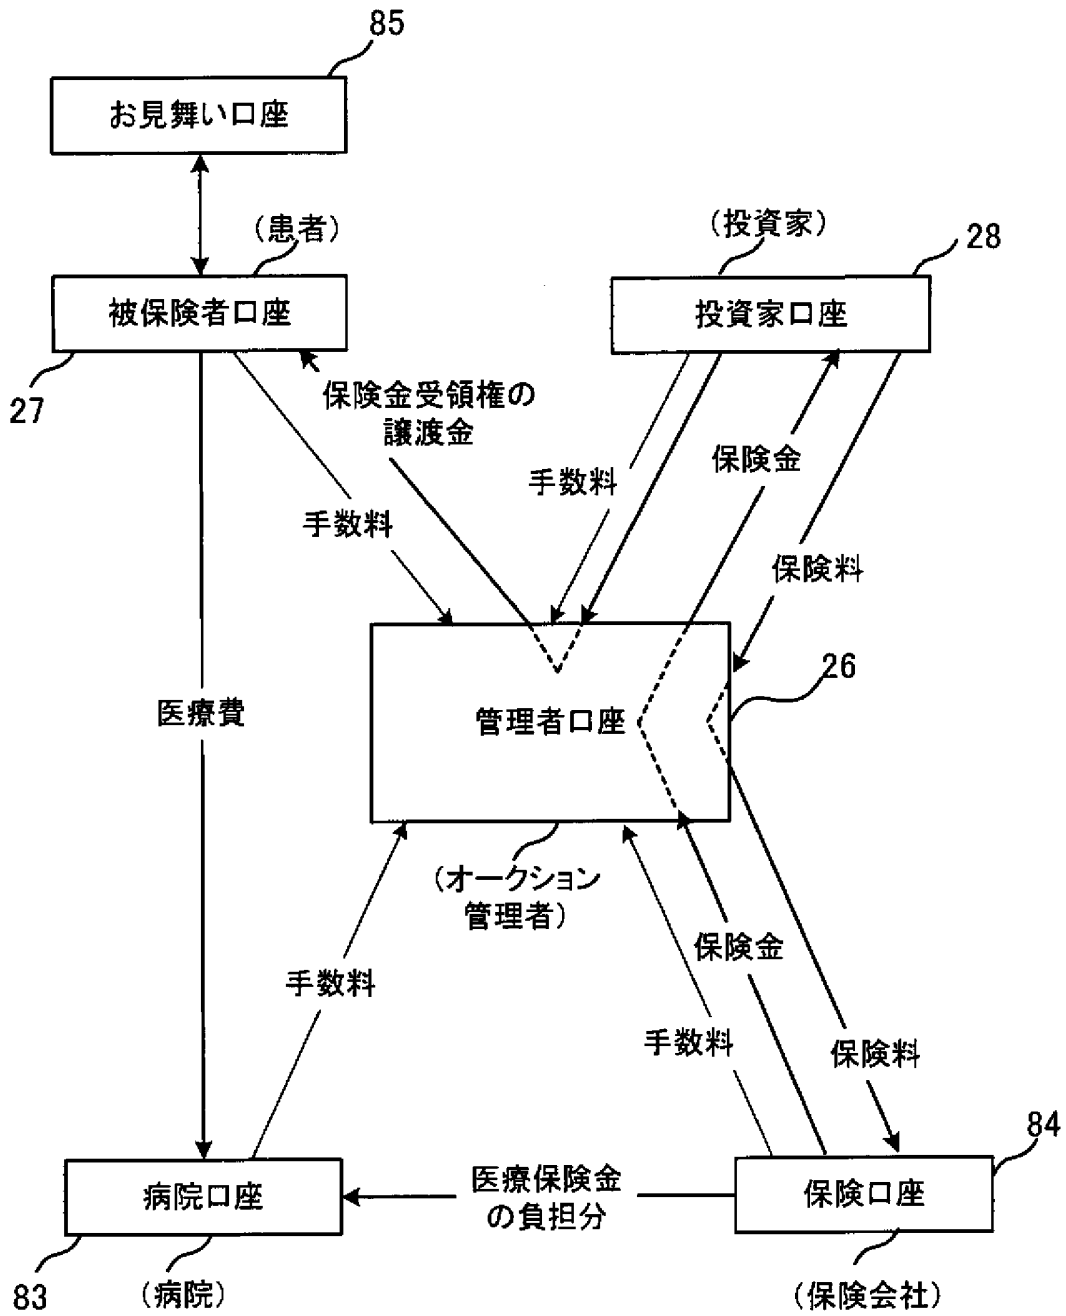 85
お見舞い口座
(患者)
(投資家)
28
被保険者口座
投資家口座
27
保険金受領権の
譲渡金
保険金
手数料
手数料
保険料
26
医療費
管理者口座
(オークション
管理者)
保険金
手数料
手数料
保険料
84
医療保険金
の負担分
病院口座
保険口座
83
(病院)
(保険会社)